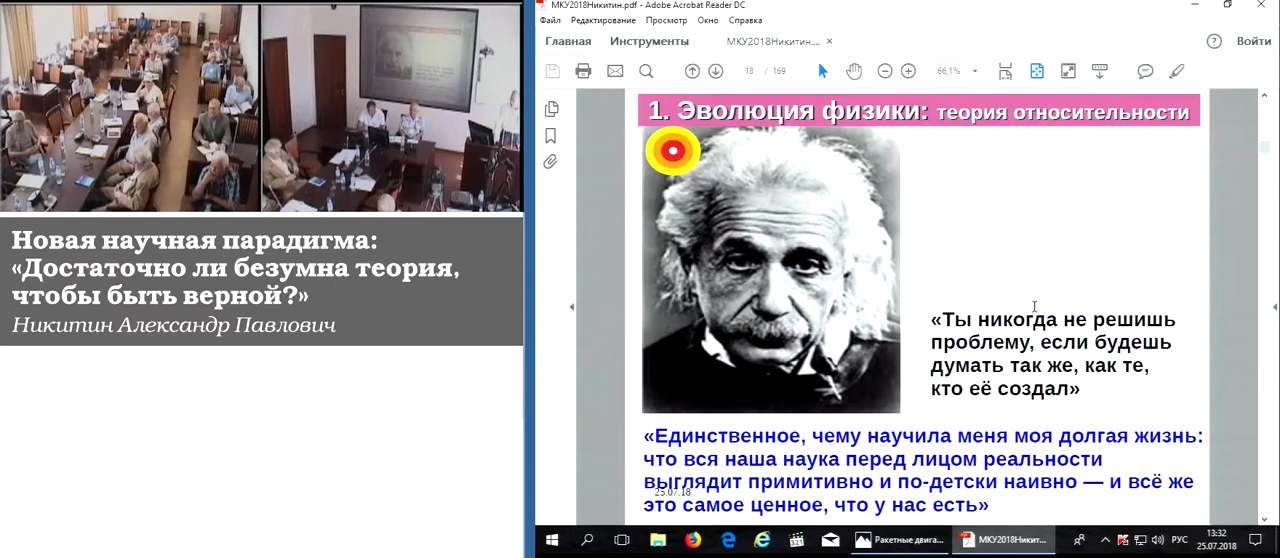 МКУ2018Никитин.pdf - Adobe Acrobat Reader DC
Файл Редактирование Просмотр Окно Справка
Главная Инструменты МКУ2018Никитин.... × Войти
18 / 169 66,1%
1. Эволюция физики: теория относительности
«Ты никогда не решишь
проблему, если будешь
думать так же, как те,
кто её создал»
«Единственное, чему научила меня моя долгая жизнь:
что вся наша наука перед лицом реальности
выглядит примитивно и по-детски наивно — и всё же
25.07.18
это самое ценное, что у нас есть»
Новая научная парадигма:
«Достаточно ли безумна теория,
чтобы быть верной?»
Никитин Александр Павлович
Ракетные двига... МКУ2018Никит... РУС 13:32
25.07.2018
321